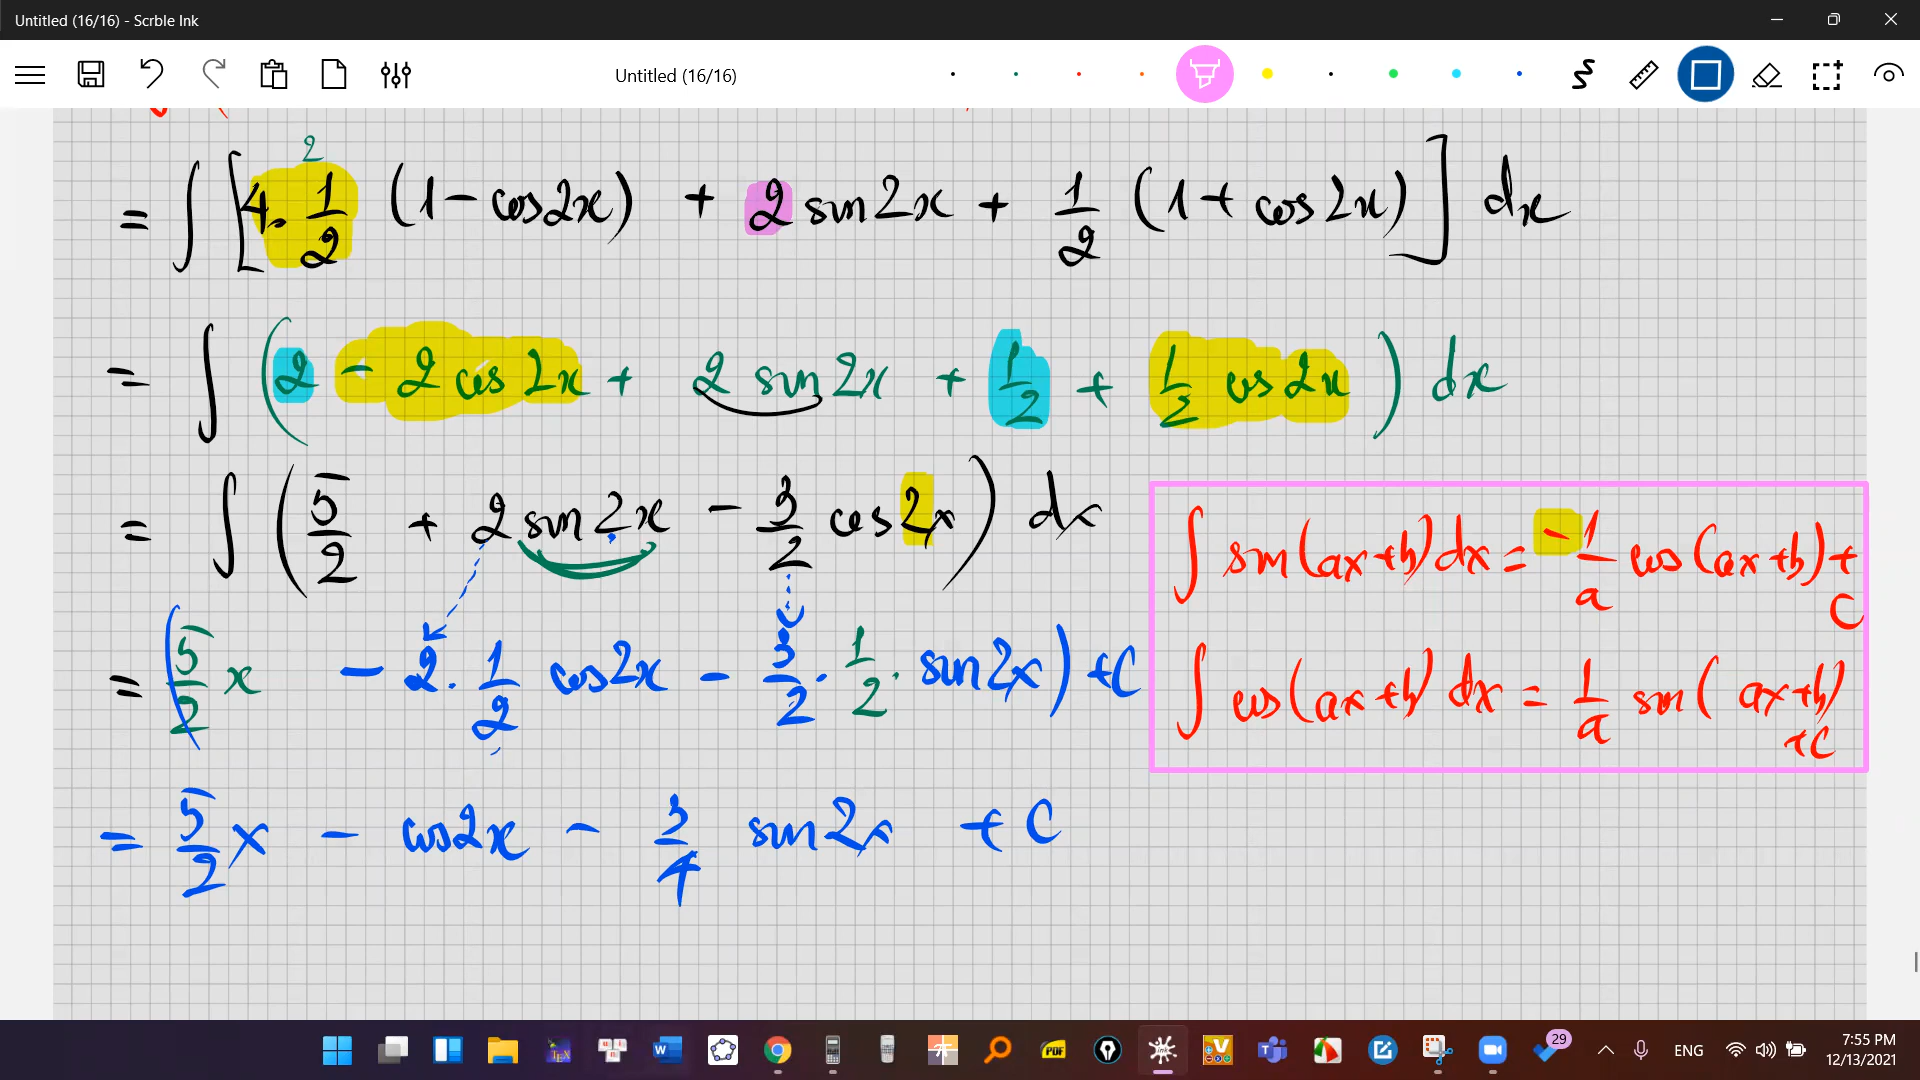 Untitled (16/16) - Scrble Ink
Untitled (16/16)
2
= ∫ [4 · 1/2 (1 - cos2x) + 2 sin2x + 1/2 (1 + cos2x)] dx
= ∫ (2 - 2 cos 2x + 2 sin 2x + 1/2 + 1/2 cos 2x) dx
= ∫ (5/2 + 2 sin 2x - 3/2 cos 2x) dx
= (5/2 x - 2 · 1/2 cos2x - 3/2 · 1/2 · sin2x) + C
= 5/2 x - cos2x - 3/4 sin 2x + C
∫ sin(ax+b) dx = - 1/a cos(ax+b) + C
∫ cos(ax+b) dx = 1/a sin(ax+b) + C
29
ENG
7:55 PM
12/13/2021